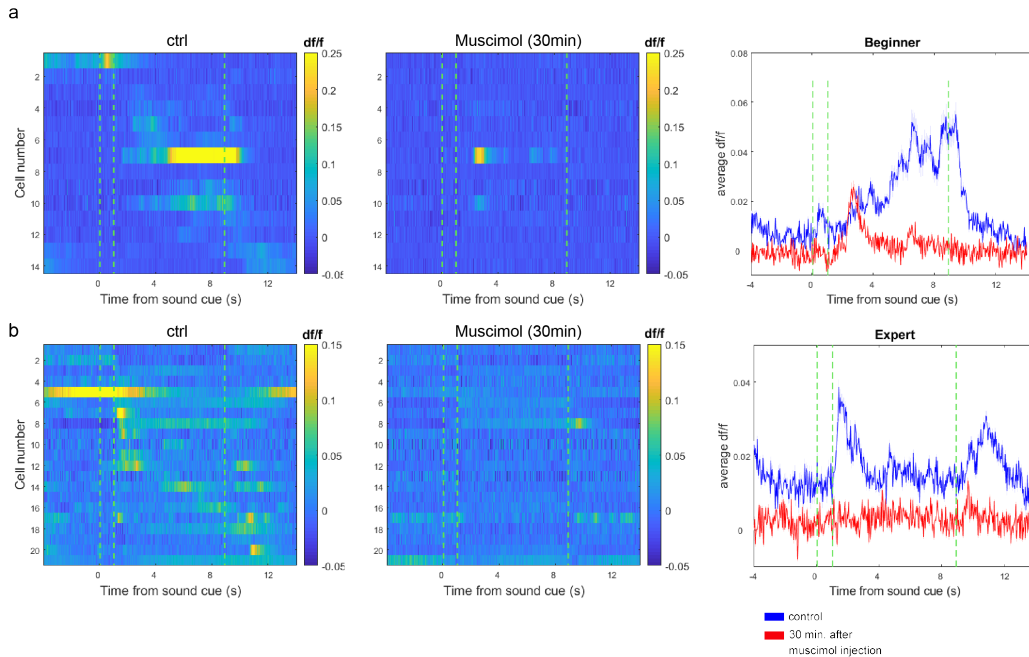 a
ctrl
df/f
Muscimol (30min)
df/f
Beginner
0.25
0.2
0.15
0.1
0.05
0
-0.05
0.25
0.2
0.15
0.1
0.05
0
-0.05
Cell number
2
4
6
8
10
12
14
2
4
6
8
10
12
14
average df/f
0.08
0.06
0.04
0.02
0
0 4 8 12
0 4 8 12
-4 0 4 8 12
Time from sound cue (s)
Time from sound cue (s)
Time from sound cue (s)
b
ctrl
df/f
Muscimol (30min)
df/f
Expert
0.15
0.1
0.05
0
-0.05
0.15
0.1
0.05
0
-0.05
Cell number
2
4
6
8
10
12
14
16
18
20
2
4
6
8
10
12
14
16
18
20
average df/f
0.04
0.02
0
0 4 8 12
0 4 8 12
-4 0 4 8 12
Time from sound cue (s)
Time from sound cue (s)
Time from sound cue (s)
control
30 min. after
muscimol injection